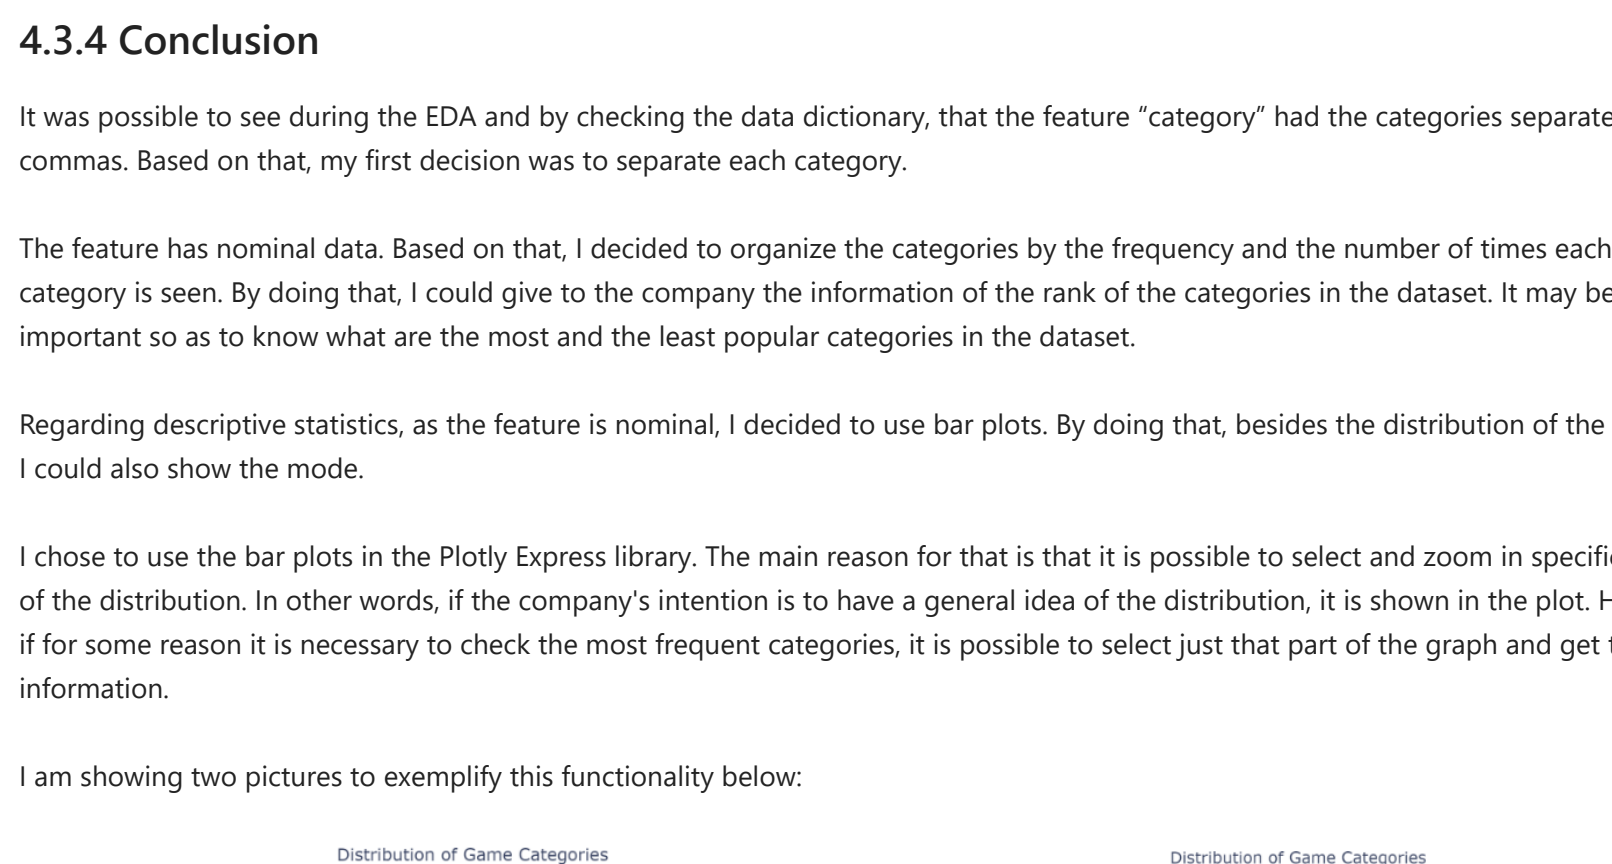 4.3.4 Conclusion
It was possible to see during the EDA and by checking the data dictionary, that the feature “category” had the categories separate
commas. Based on that, my first decision was to separate each category.
The feature has nominal data. Based on that, I decided to organize the categories by the frequency and the number of times each
category is seen. By doing that, I could give to the company the information of the rank of the categories in the dataset. It may be
important so as to know what are the most and the least popular categories in the dataset.
Regarding descriptive statistics, as the feature is nominal, I decided to use bar plots. By doing that, besides the distribution of the
I could also show the mode.
I chose to use the bar plots in the Plotly Express library. The main reason for that is that it is possible to select and zoom in specific
of the distribution. In other words, if the company's intention is to have a general idea of the distribution, it is shown in the plot.
if for some reason it is necessary to check the most frequent categories, it is possible to select just that part of the graph and get
information.
I am showing two pictures to exemplify this functionality below:
Distribution of Game Categories
Distribution of Game Categories